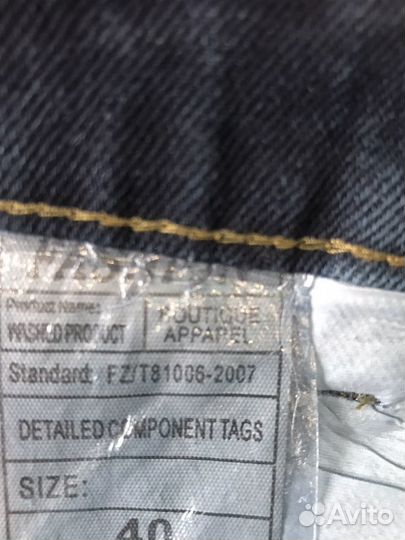 Product Name:
WASHED PRODUCT
BOUTIQUE
APPAREL
Standard: FZ/T81006-2007
DETAILED COMPONENT TAGS
SIZE:
40
Avito